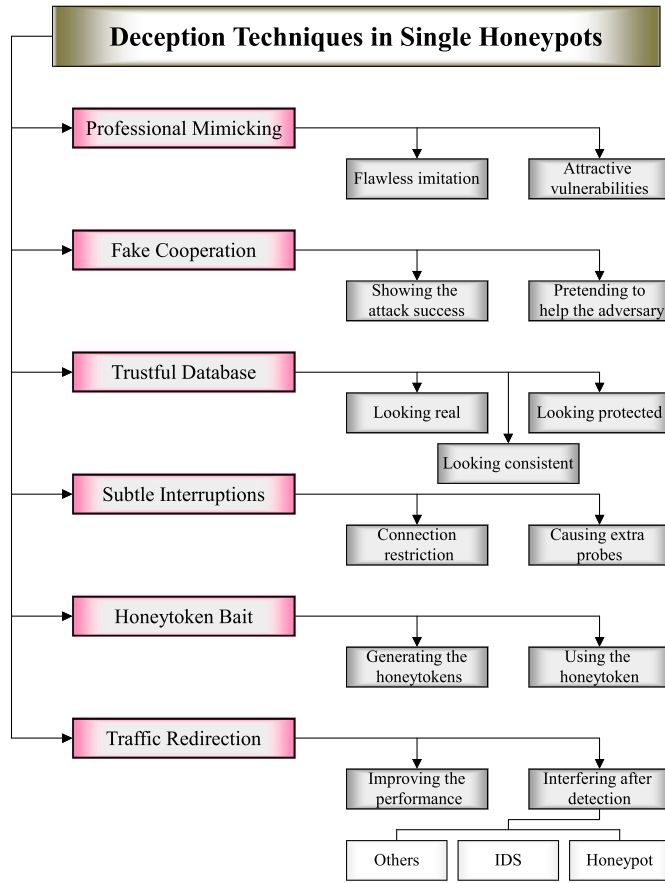 Deception Techniques in Single Honeypots
Professional Mimicking
Flawless imitation
Attractive
vulnerabilities
Fake Cooperation
Showing the
attack success
Pretending to
help the adversary
Trustful Database
Looking real
Looking protected
Looking consistent
Subtle Interruptions
Connection
restriction
Causing extra
probes
Honeytoken Bait
Generating the
honeytokens
Using the
honeytoken
Traffic Redirection
Improving the
performance
Interfering after
detection
Others
IDS
Honeypot